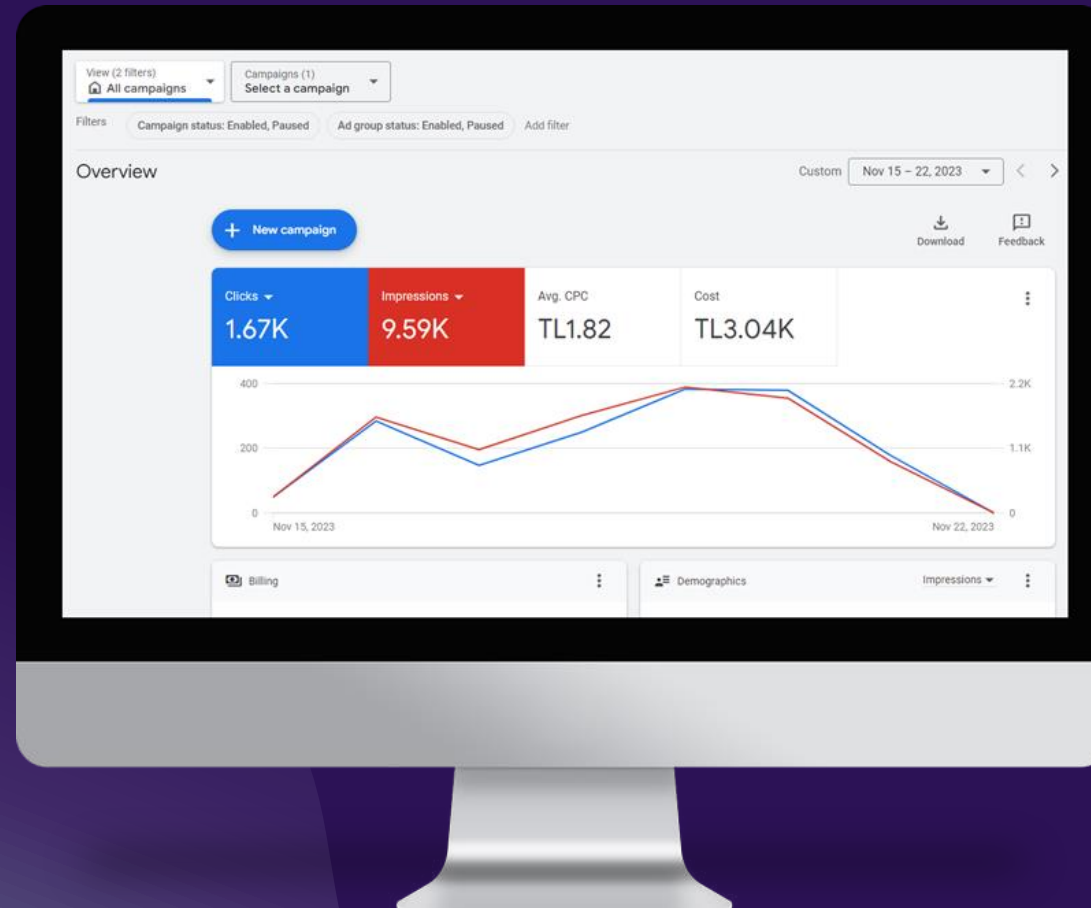 View (2 filters)
All campaigns
Campaigns (1)
Select a campaign
Filters
Campaign status: Enabled, Paused
Ad group status: Enabled, Paused
Add filter
Overview
Custom
Nov 15 – 22, 2023
New campaign
Download
Feedback
Clicks
1.67K
Impressions
9.59K
Avg. CPC
TL1.82
Cost
TL3.04K
400
2.2K
200
1.1K
0
0
Nov 15, 2023
Nov 22, 2023
Billing
Demographics
Impressions